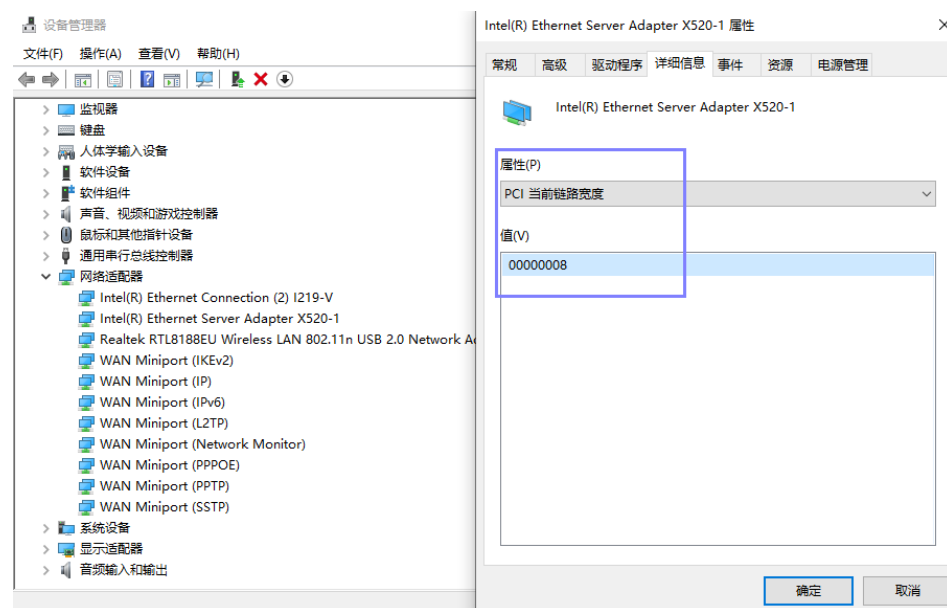 设备管理器
文件(F) 操作(A) 查看(V) 帮助(H)
监视器
键盘
人体学输入设备
软件设备
软件组件
声音、视频和游戏控制器
鼠标和其他指针设备
通用串行总线控制器
网络适配器
Intel(R) Ethernet Connection (2) I219-V
Intel(R) Ethernet Server Adapter X520-1
Realtek RTL8188EU Wireless LAN 802.11n USB 2.0 Network A
WAN Miniport (IKEv2)
WAN Miniport (IP)
WAN Miniport (IPv6)
WAN Miniport (L2TP)
WAN Miniport (Network Monitor)
WAN Miniport (PPPOE)
WAN Miniport (PPTP)
WAN Miniport (SSTP)
系统设备
显示适配器
音频输入和输出
Intel(R) Ethernet Server Adapter X520-1 属性
常规 高级 驱动程序 详细信息 事件 资源 电源管理
Intel(R) Ethernet Server Adapter X520-1
属性(P)
PCI 当前链路宽度
值(V)
00000008
确定 取消